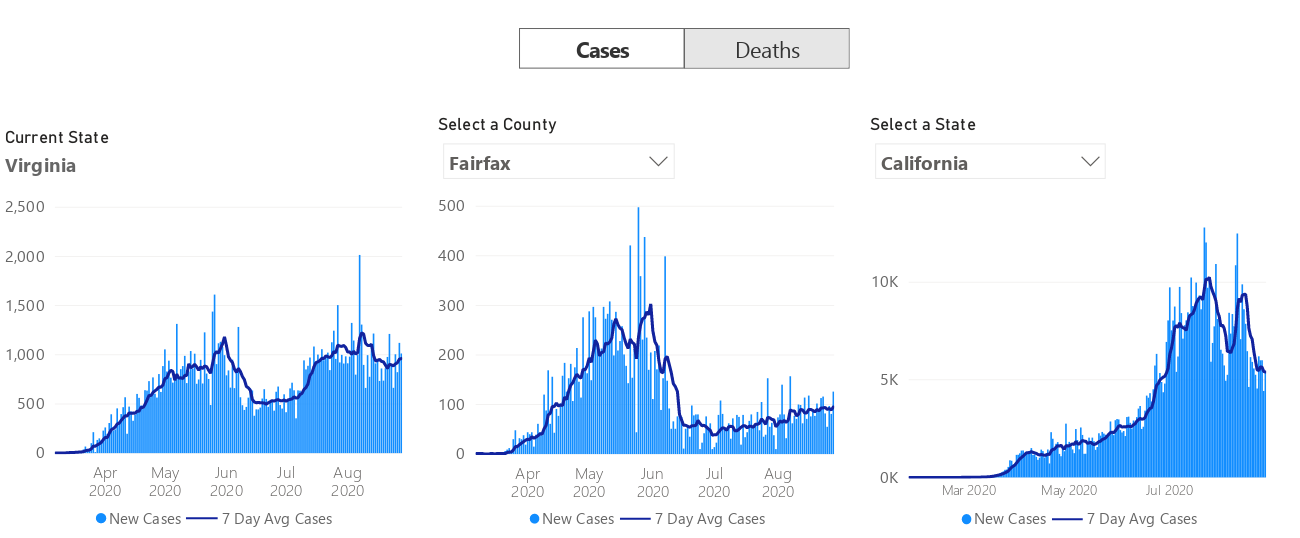 Cases Deaths
Current State
Virginia
2,500
2,000
1,500
1,000
500
0
Apr May Jun Jul Aug
2020 2020 2020 2020 2020
New Cases 7 Day Avg Cases
Select a County
Fairfax
500
400
300
200
100
0
Apr May Jun Jul Aug
2020 2020 2020 2020 2020
New Cases 7 Day Avg Cases
Select a State
California
10K
5K
0K
Mar 2020 May 2020 Jul 2020
New Cases 7 Day Avg Cases